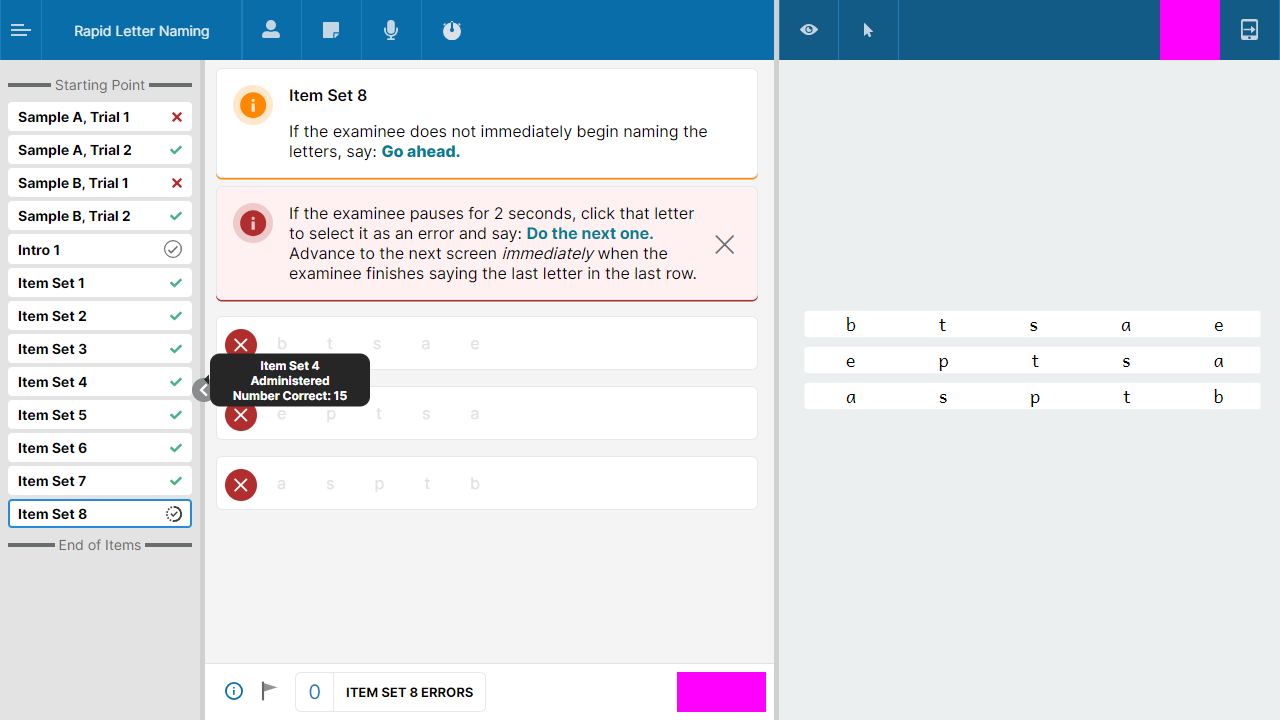 Rapid Letter Naming
Starting Point
Sample A, Trial 1
Sample A, Trial 2
Sample B, Trial 1
Sample B, Trial 2
Intro 1
Item Set 1
Item Set 2
Item Set 3
Item Set 4
Item Set 5
Item Set 6
Item Set 7
Item Set 8
End of Items
Item Set 8
If the examinee does not immediately begin naming the
letters, say: Go ahead.
If the examinee pauses for 2 seconds, click that letter
to select it as an error and say: Do the next one.
Advance to the next screen immediately when the
examinee finishes saying the last letter in the last row.
b t s a e
Item Set 4
Administered
Number Correct: 15
e p t s a
a s p t b
0 ITEM SET 8 ERRORS
b t s a e
e p t s a
a s p t b